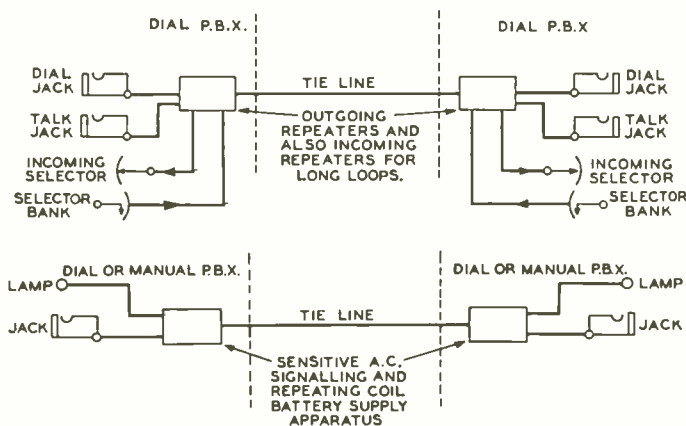 DIAL P.B.X.
DIAL P.B.X
DIAL
JACK
TIE LINE
DIAL
JACK
TALK
JACK
OUTGOING
REPEATERS AND
ALSO INCOMING
REPEATERS FOR
LONG LOOPS.
TALK
JACK
INCOMING
SELECTOR
INCOMING
SELECTOR
SELECTOR
BANK
SELECTOR
BANK
DIAL OR MANUAL P.B.X.
DIAL OR MANUAL P.B.X.
LAMP
TIE LINE
LAMP
JACK
JACK
SENSITIVE A.C.
SIGNALLING AND
REPEATING COIL
BATTERY SUPPLY
APPARATUS